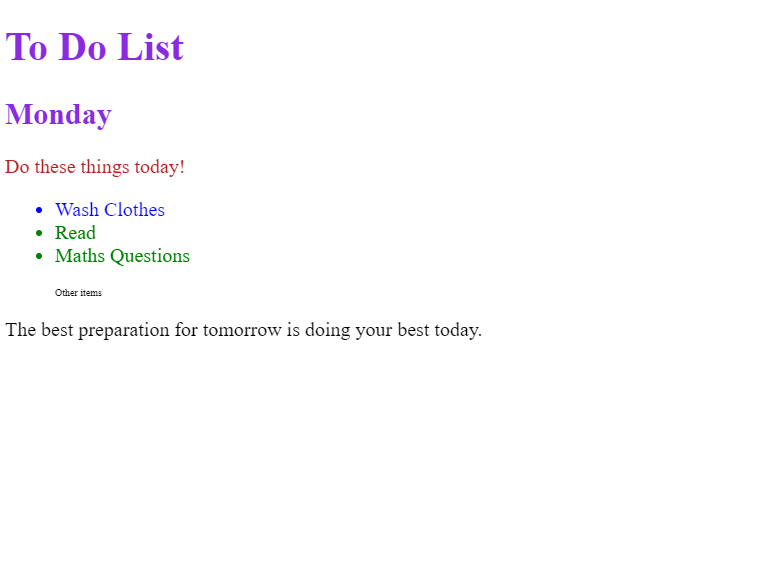 To Do List
Monday
Do these things today!
Wash Clothes
Read
Maths Questions
Other items
The best preparation for tomorrow is doing your best today.